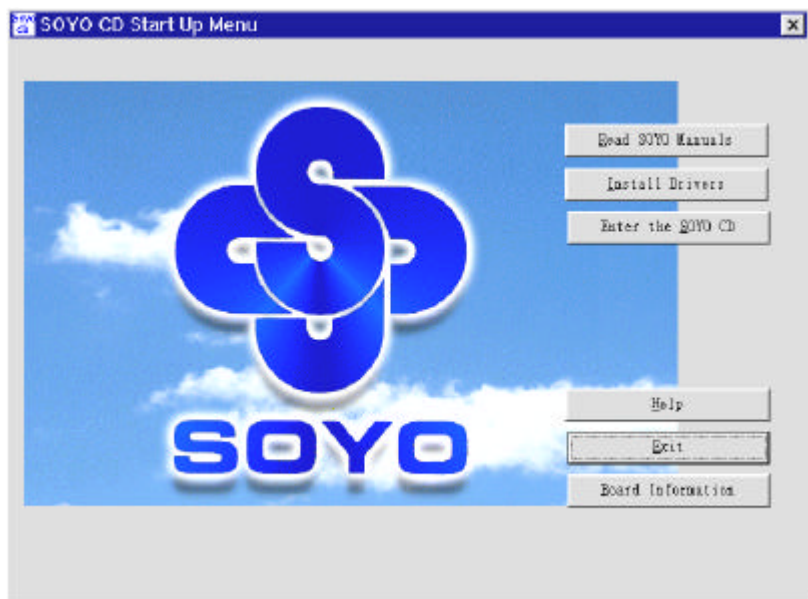 SOYO CD Start Up Menu
Read SOYO Manuals
Install Drivers
Enter the SOYO CD
SOYO
Help
Exit
Board Information